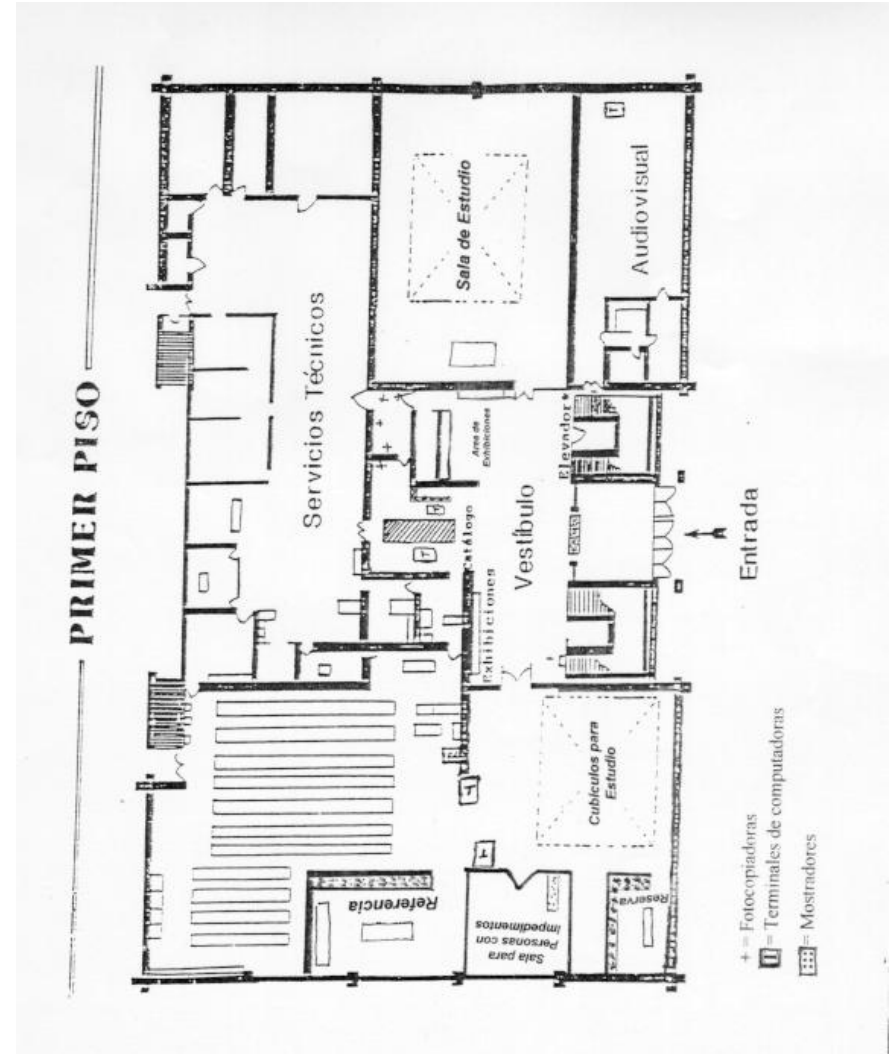 PRIMER PISO
Servicios Técnicos
Sala de Estudio
Audiovisual
Area de
Exhibiciones
Elevador*
Catálogo
Vestíbulo
Exhibiciones
Entrada
Cubículos para
Estudio
Referencia
Sala para
Personas con
Impedimentos
Reserva
T
T
T
T
T
+ = Fotocopiadoras
T = Terminales de computadoras
= Mostradores